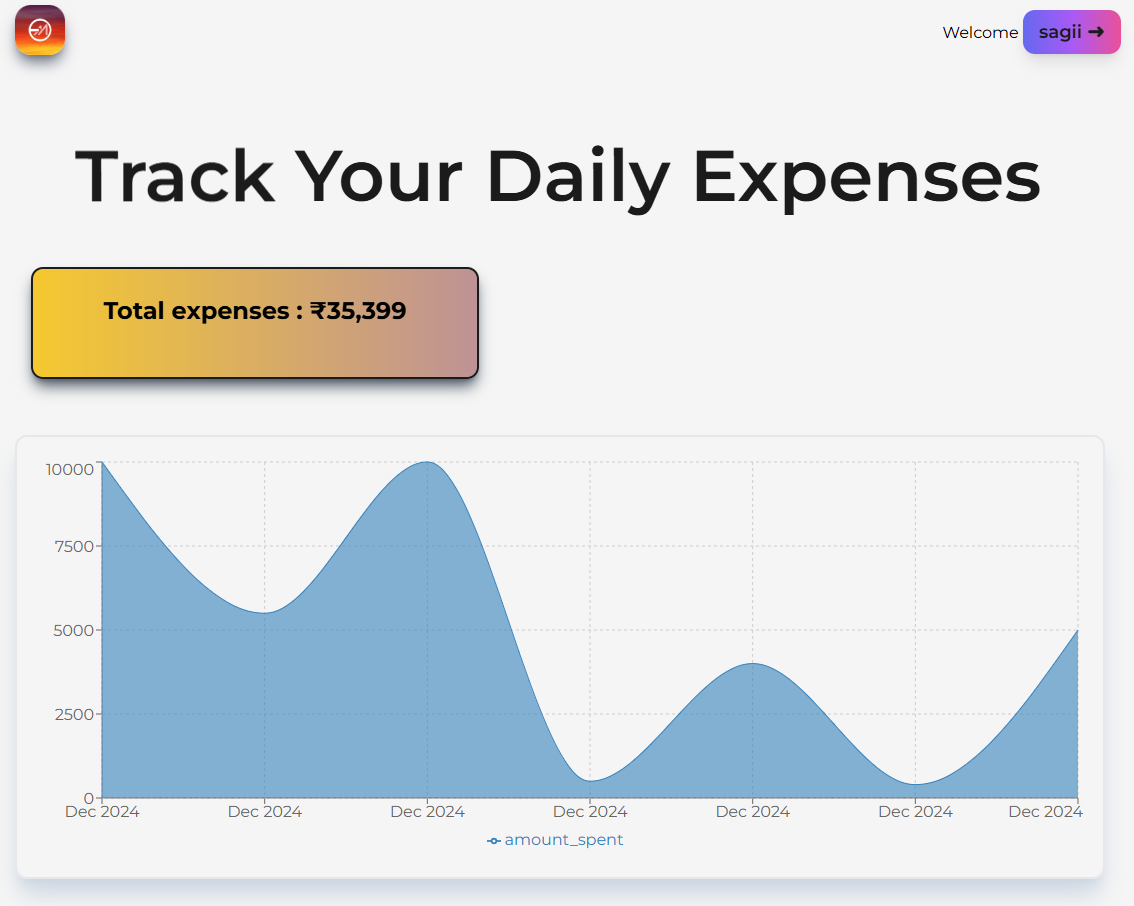 Welcome sagii ➜
Track Your Daily Expenses
Total expenses : ₹35,399
10000
7500
5000
2500
0
Dec 2024 Dec 2024 Dec 2024 Dec 2024 Dec 2024 Dec 2024 Dec 2024
amount_spent